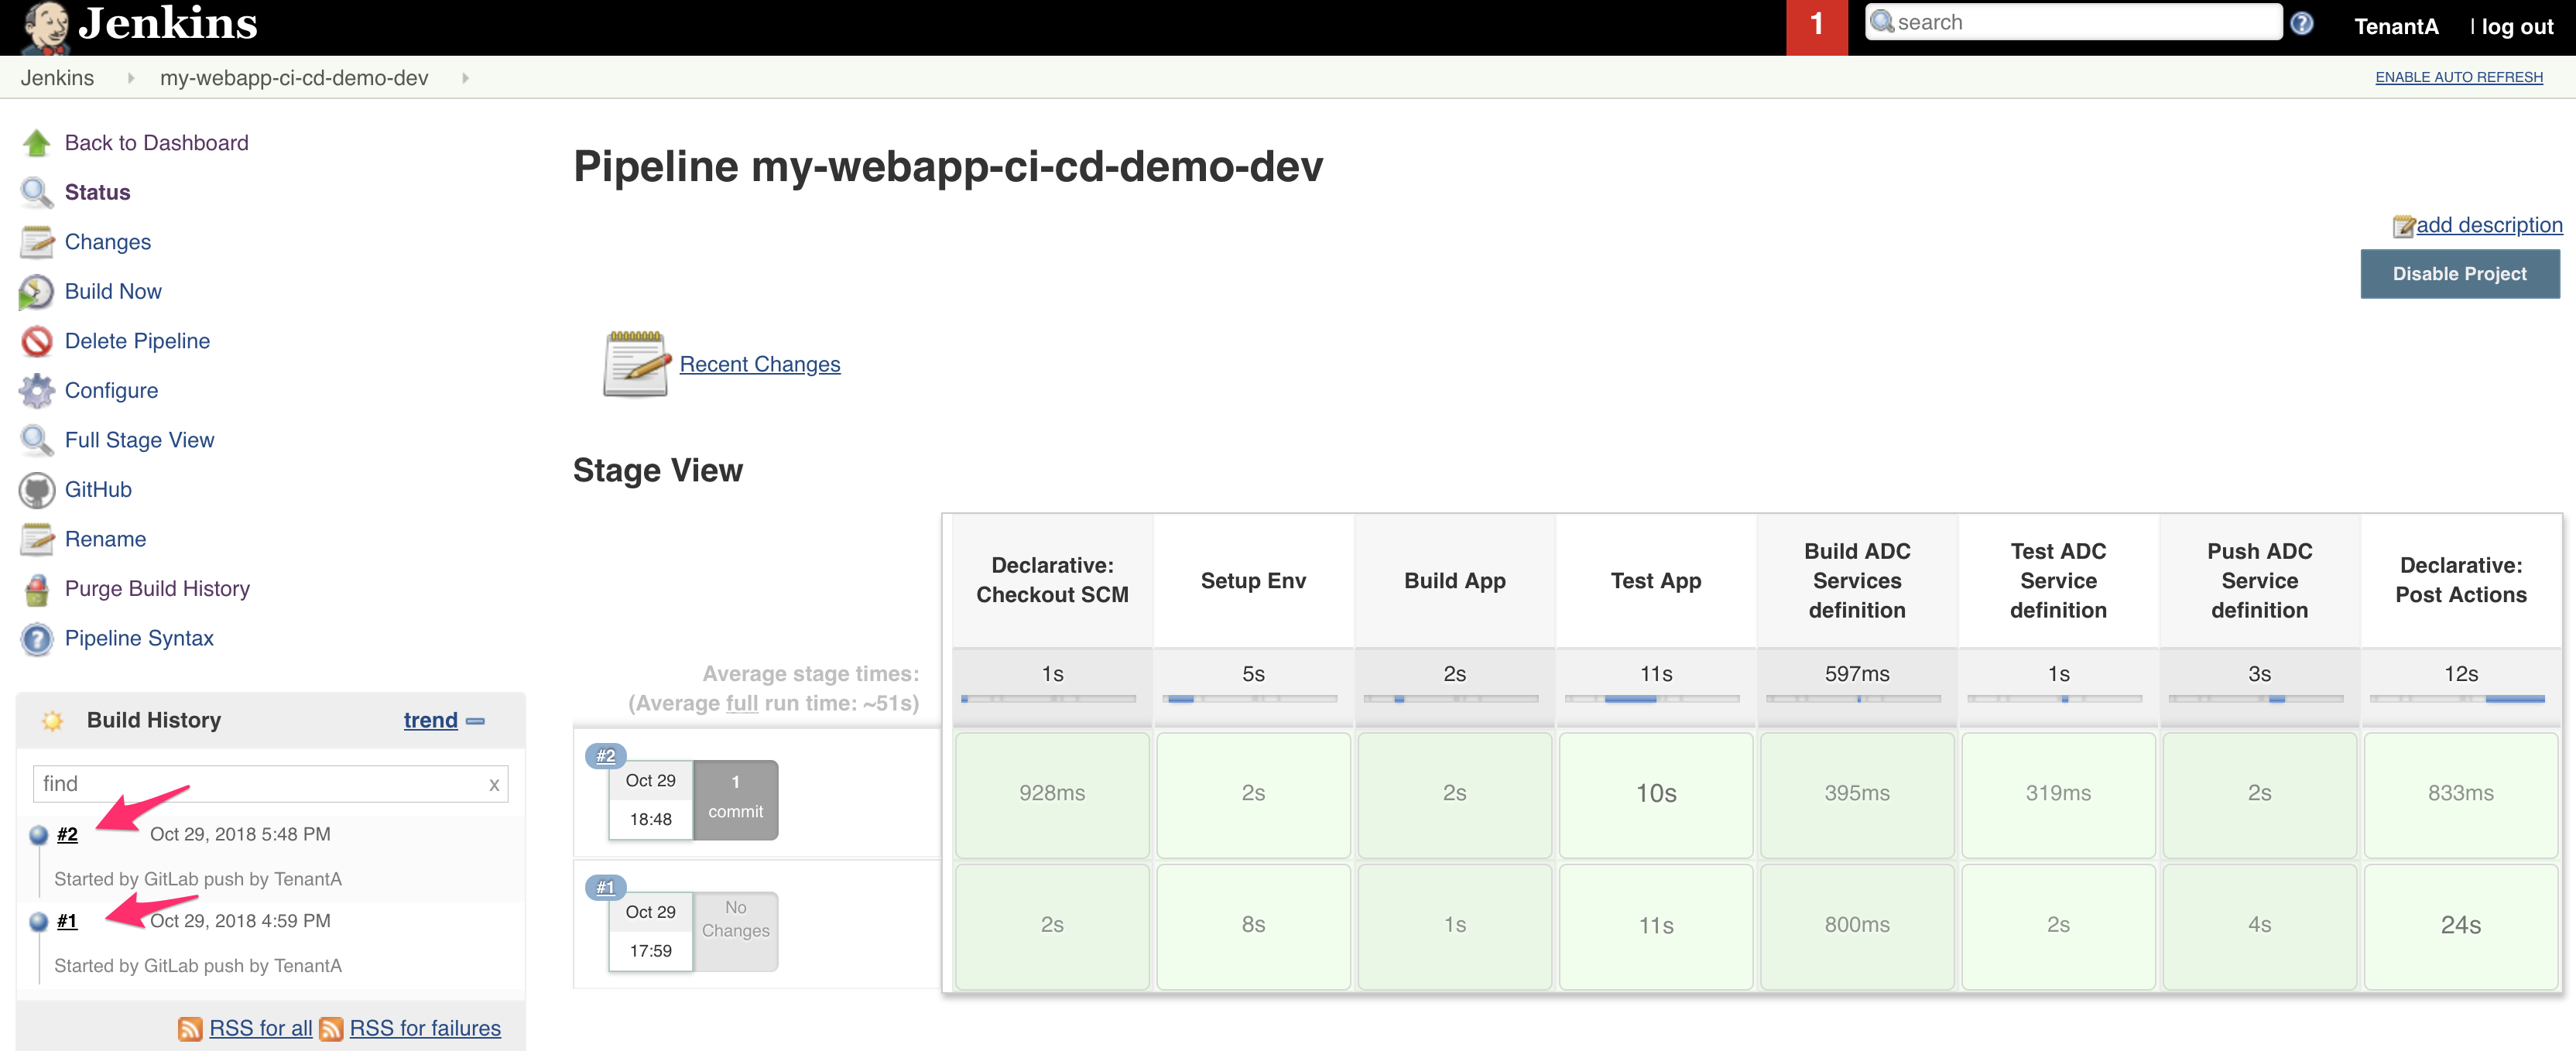 Jenkins
1
search
TenantA
| log out
Jenkins
my-webapp-ci-cd-demo-dev
ENABLE AUTO REFRESH
Back to Dashboard
Status
Changes
Build Now
Delete Pipeline
Configure
Full Stage View
GitHub
Rename
Purge Build History
Pipeline Syntax
Build History
trend
find
x
#2
Oct 29, 2018 5:48 PM
Started by GitLab push by TenantA
#1
Oct 29, 2018 4:59 PM
Started by GitLab push by TenantA
RSS for all
RSS for failures
Pipeline my-webapp-ci-cd-demo-dev
add description
Disable Project
Recent Changes
Stage View
Declarative:
Checkout SCM
Setup Env
Build App
Test App
Build ADC
Services
definition
Test ADC
Service
definition
Push ADC
Service
definition
Declarative:
Post Actions
Average stage times:
(Average full run time: ~51s)
1s
5s
2s
11s
597ms
1s
3s
12s
#2
Oct 29
18:48
1
commit
928ms
2s
2s
10s
395ms
319ms
2s
833ms
#1
Oct 29
17:59
No
Changes
2s
8s
1s
11s
800ms
2s
4s
24s